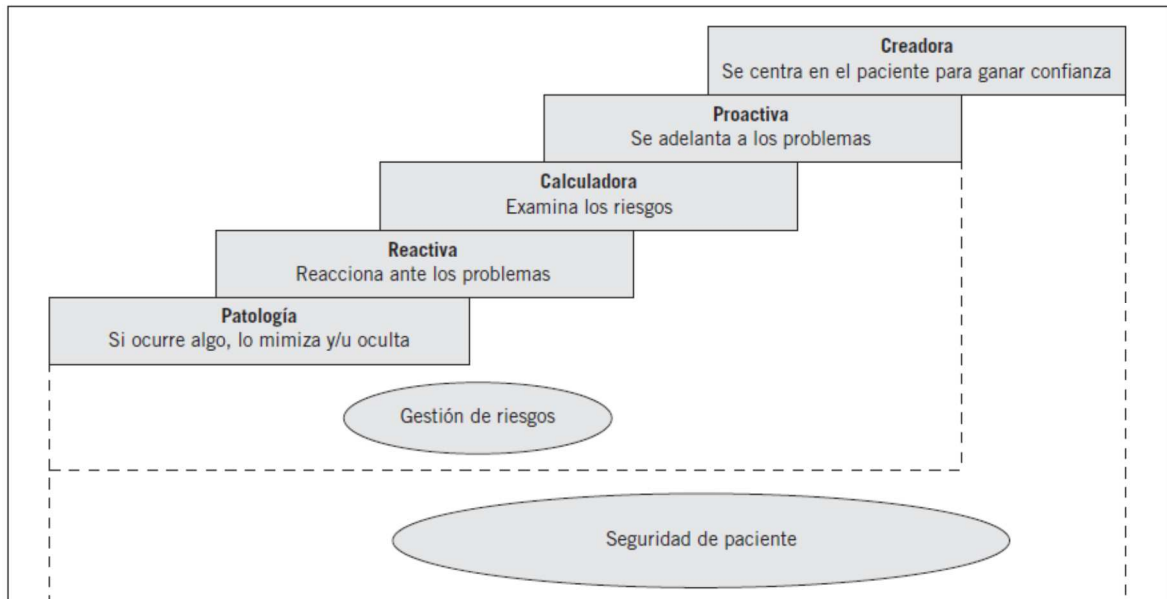 Creadora
Se centra en el paciente para ganar confianza
Proactiva
Se adelanta a los problemas
Calculadora
Examina los riesgos
Reactiva
Reacciona ante los problemas
Patología
Si ocurre algo, lo mimiza y/u oculta
Gestión de riesgos
Seguridad de paciente